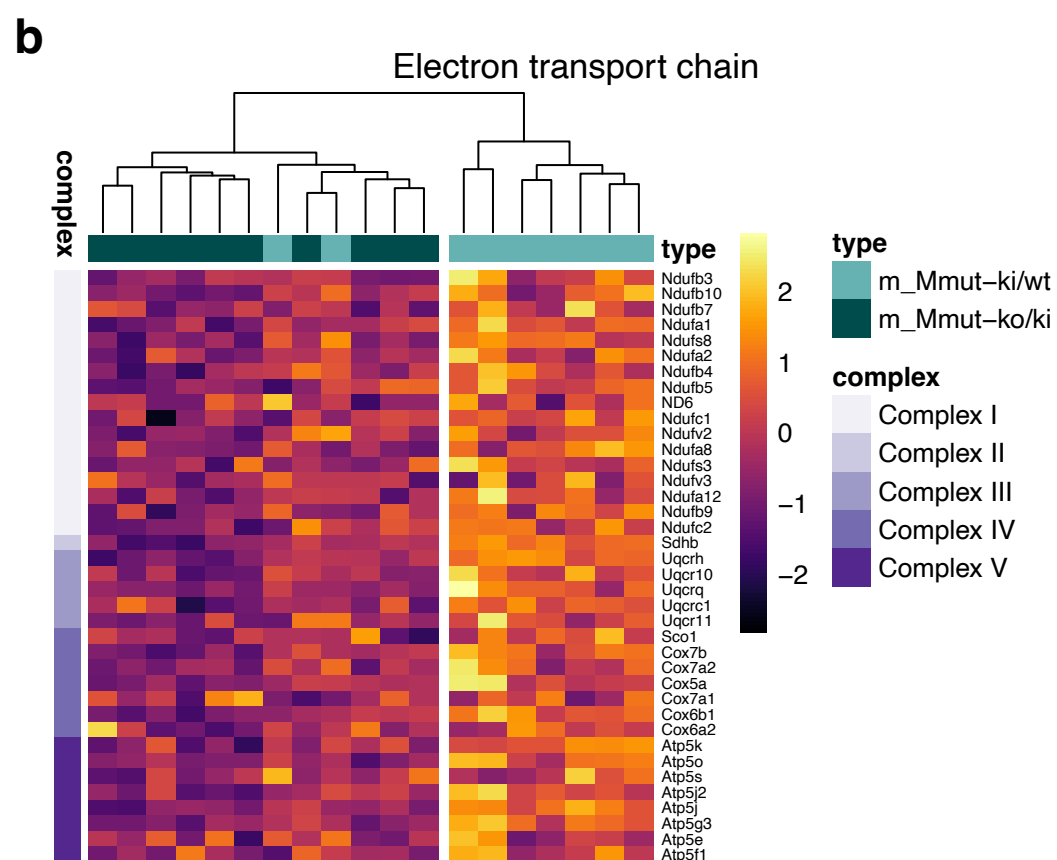 b
Electron transport chain
complex
type
Ndufb3
Ndufb10
Ndufb7
Ndufa1
Ndufs8
Ndufa2
Ndufb4
Ndufb5
ND6
Ndufc1
Ndufv2
Ndufa8
Ndufs3
Ndufv3
Ndufa12
Ndufb9
Ndufc2
Sdhb
Uqcrh
Uqcr10
Uqcrq
Uqcrc1
Uqcr11
Sco1
Cox7b
Cox7a2
Cox5a
Cox7a1
Cox6b1
Cox6a2
Atp5k
Atp5o
Atp5s
Atp5j2
Atp5j
Atp5g3
Atp5e
Atp5f1
2
1
0
−1
−2
type
m_Mmut−ki/wt
m_Mmut−ko/ki
complex
Complex I
Complex II
Complex III
Complex IV
Complex V